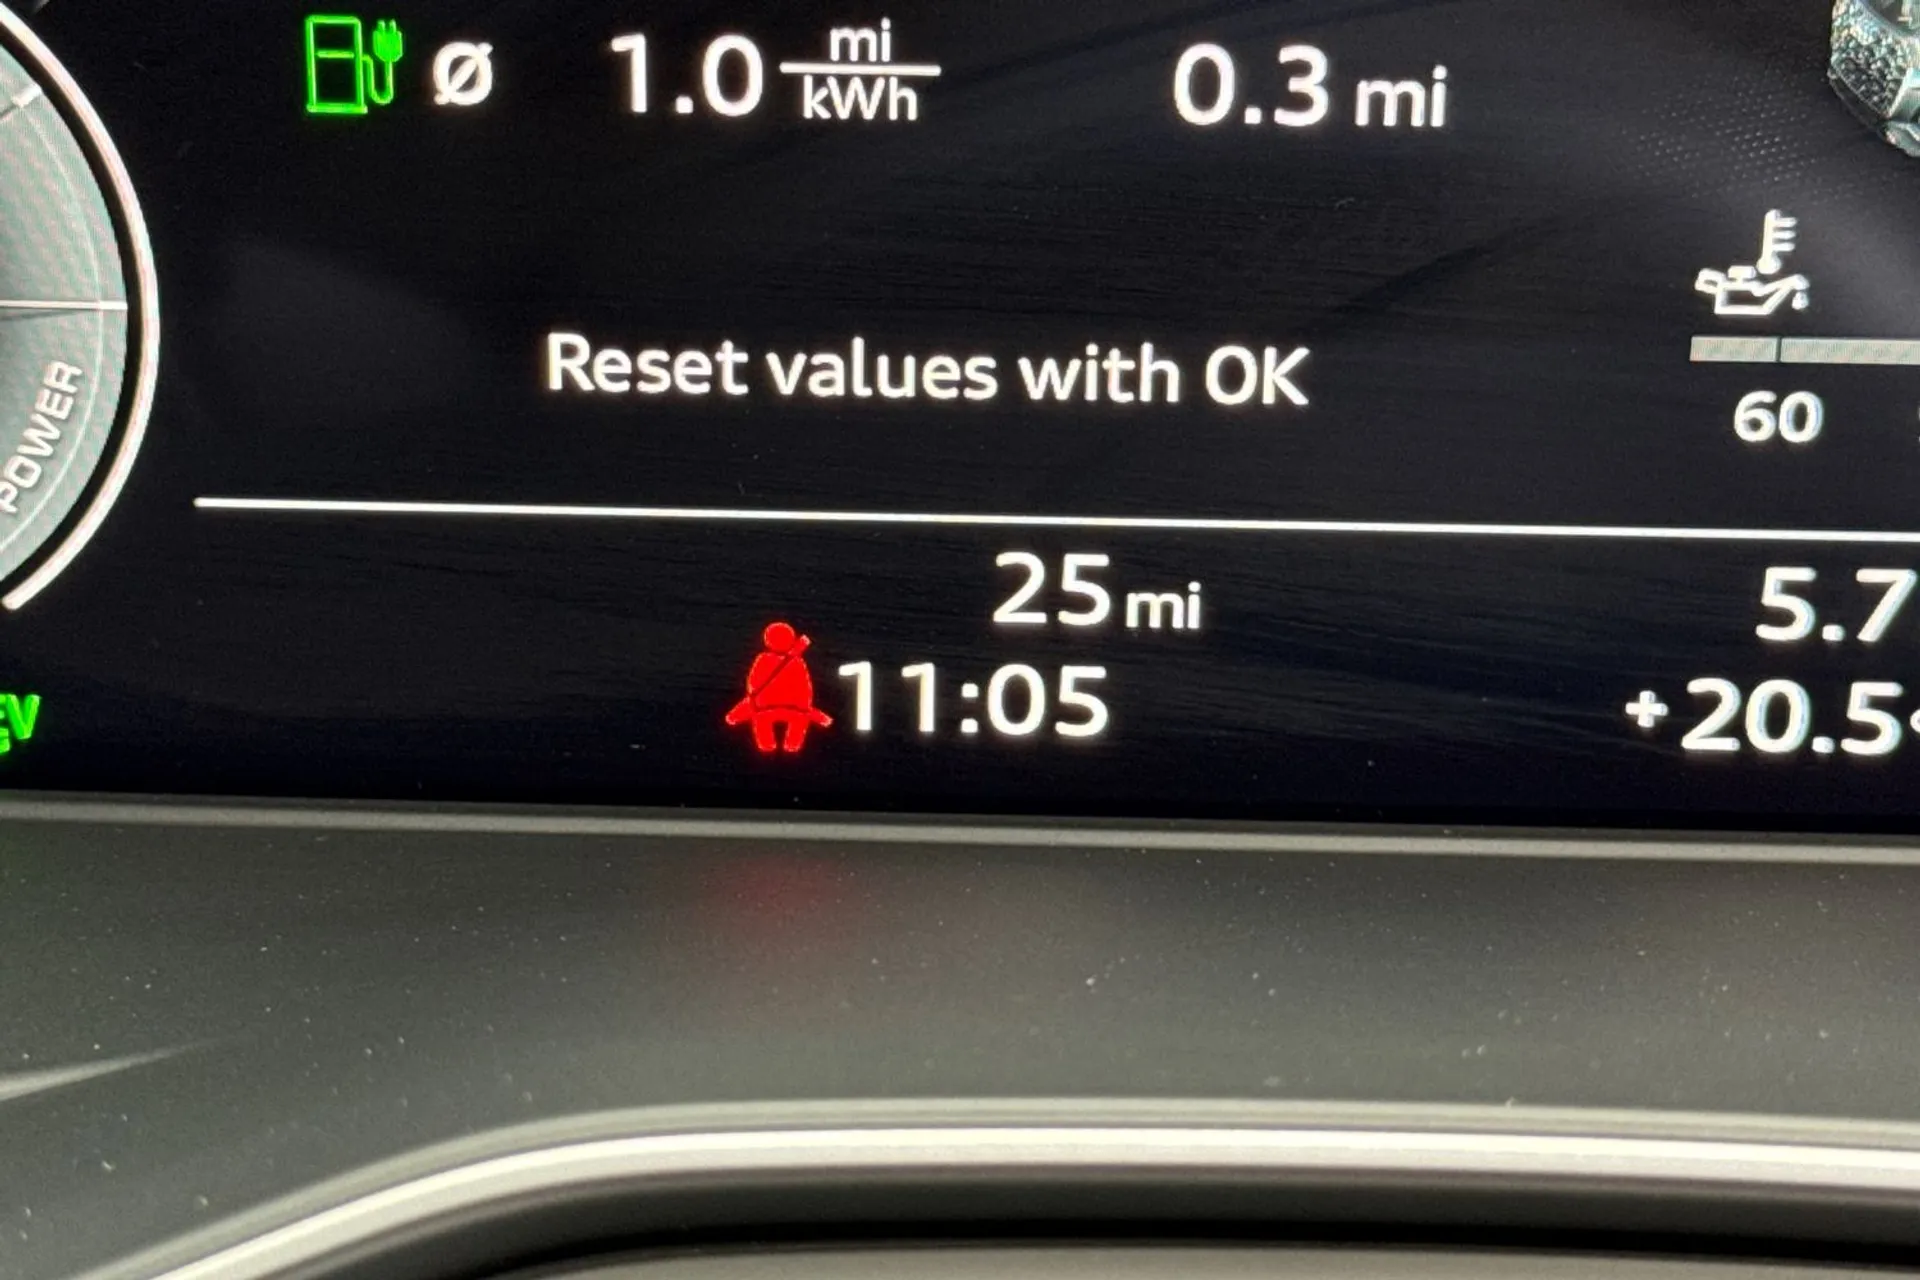 Ø 1.0 mi/kWh 0.3 mi
Reset values with OK
60
POWER
25 mi
5.7
11:05
+20.5
EV